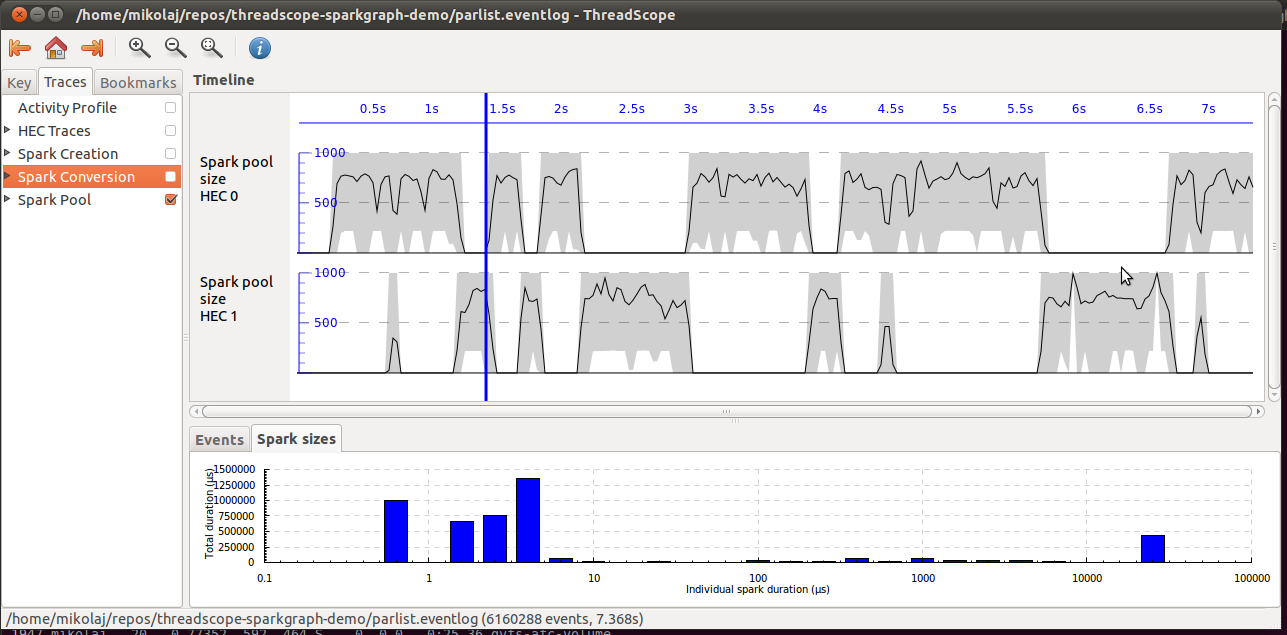 /home/mikolaj/repos/threadscope-sparkgraph-demo/parlist.eventlog - ThreadScope
Key Traces Bookmarks
Activity Profile
HEC Traces
Spark Creation
Spark Conversion
Spark Pool
Timeline
0.5s 1s 1.5s 2s 2.5s 3s 3.5s 4s 4.5s 5s 5.5s 6s 6.5s 7s
Spark pool
size
HEC 0
1000
500
Spark pool
size
HEC 1
1000
500
Events Spark sizes
Total duration (µs)
1500000
1250000
1000000
750000
500000
250000
0
0.1 1 10 100 1000 10000 100000
Individual spark duration (µs)
/home/mikolaj/repos/threadscope-sparkgraph-demo/parlist.eventlog (6160288 events, 7.368s)